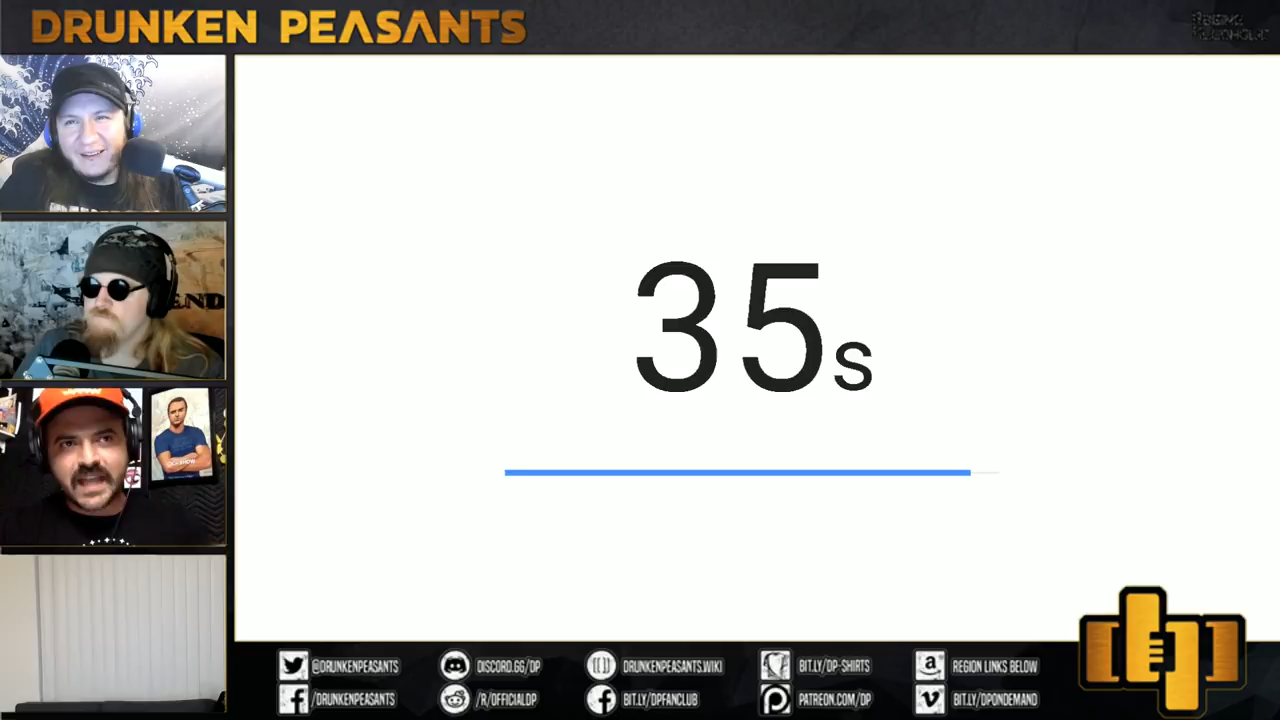 DRUNKEN PEASANTS
35s
@DRUNKENPEASANTS
DISCORD.GG/DP
DRUNKENPEASANTS.WIKI
BIT.LY/DP-SHIRTS
REGION LINKS BELOW
/DRUNKENPEASANTS
/R/OFFICIALDP
BIT.LY/DPFANCLUB
PATREON.COM/DP
BIT.LY/DPONDEMAND